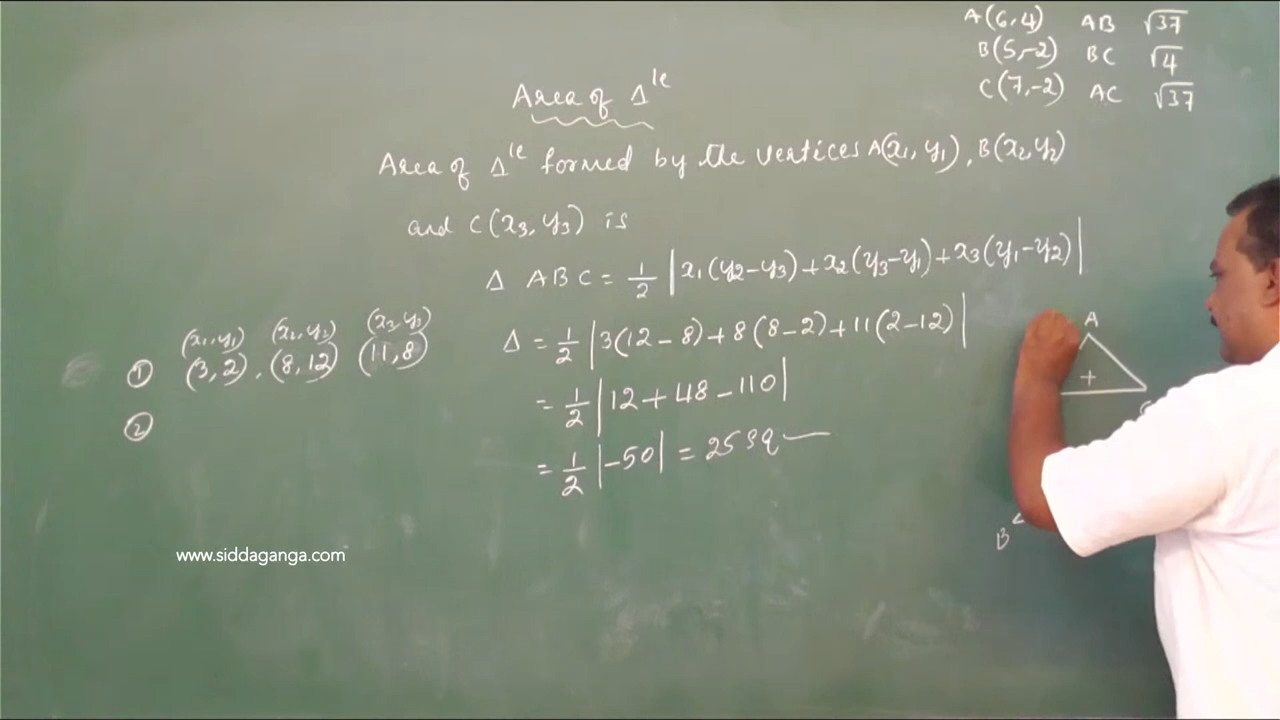 A(6,4) AB √37
B(5,-2) BC √4
C(7,-2) AC √37
Area of Δle
Area of Δle formed by the vertices A(x1, y1), B(x2, y2)
and C(x3, y3) is
Δ ABC = 1/2 |x1(y2-y3)+x2(y3-y1)+x3(y1-y2)|
(x1,y1) (x2,y2) (x3,y3)
① (3,2), (8,12) (11,8)
Δ = 1/2 |3(12-8)+8(8-2)+11(2-12)|
= 1/2 |12+48-110|
②
= 1/2 |-50| = 25 sq
A
+
B
www.siddaganga.com